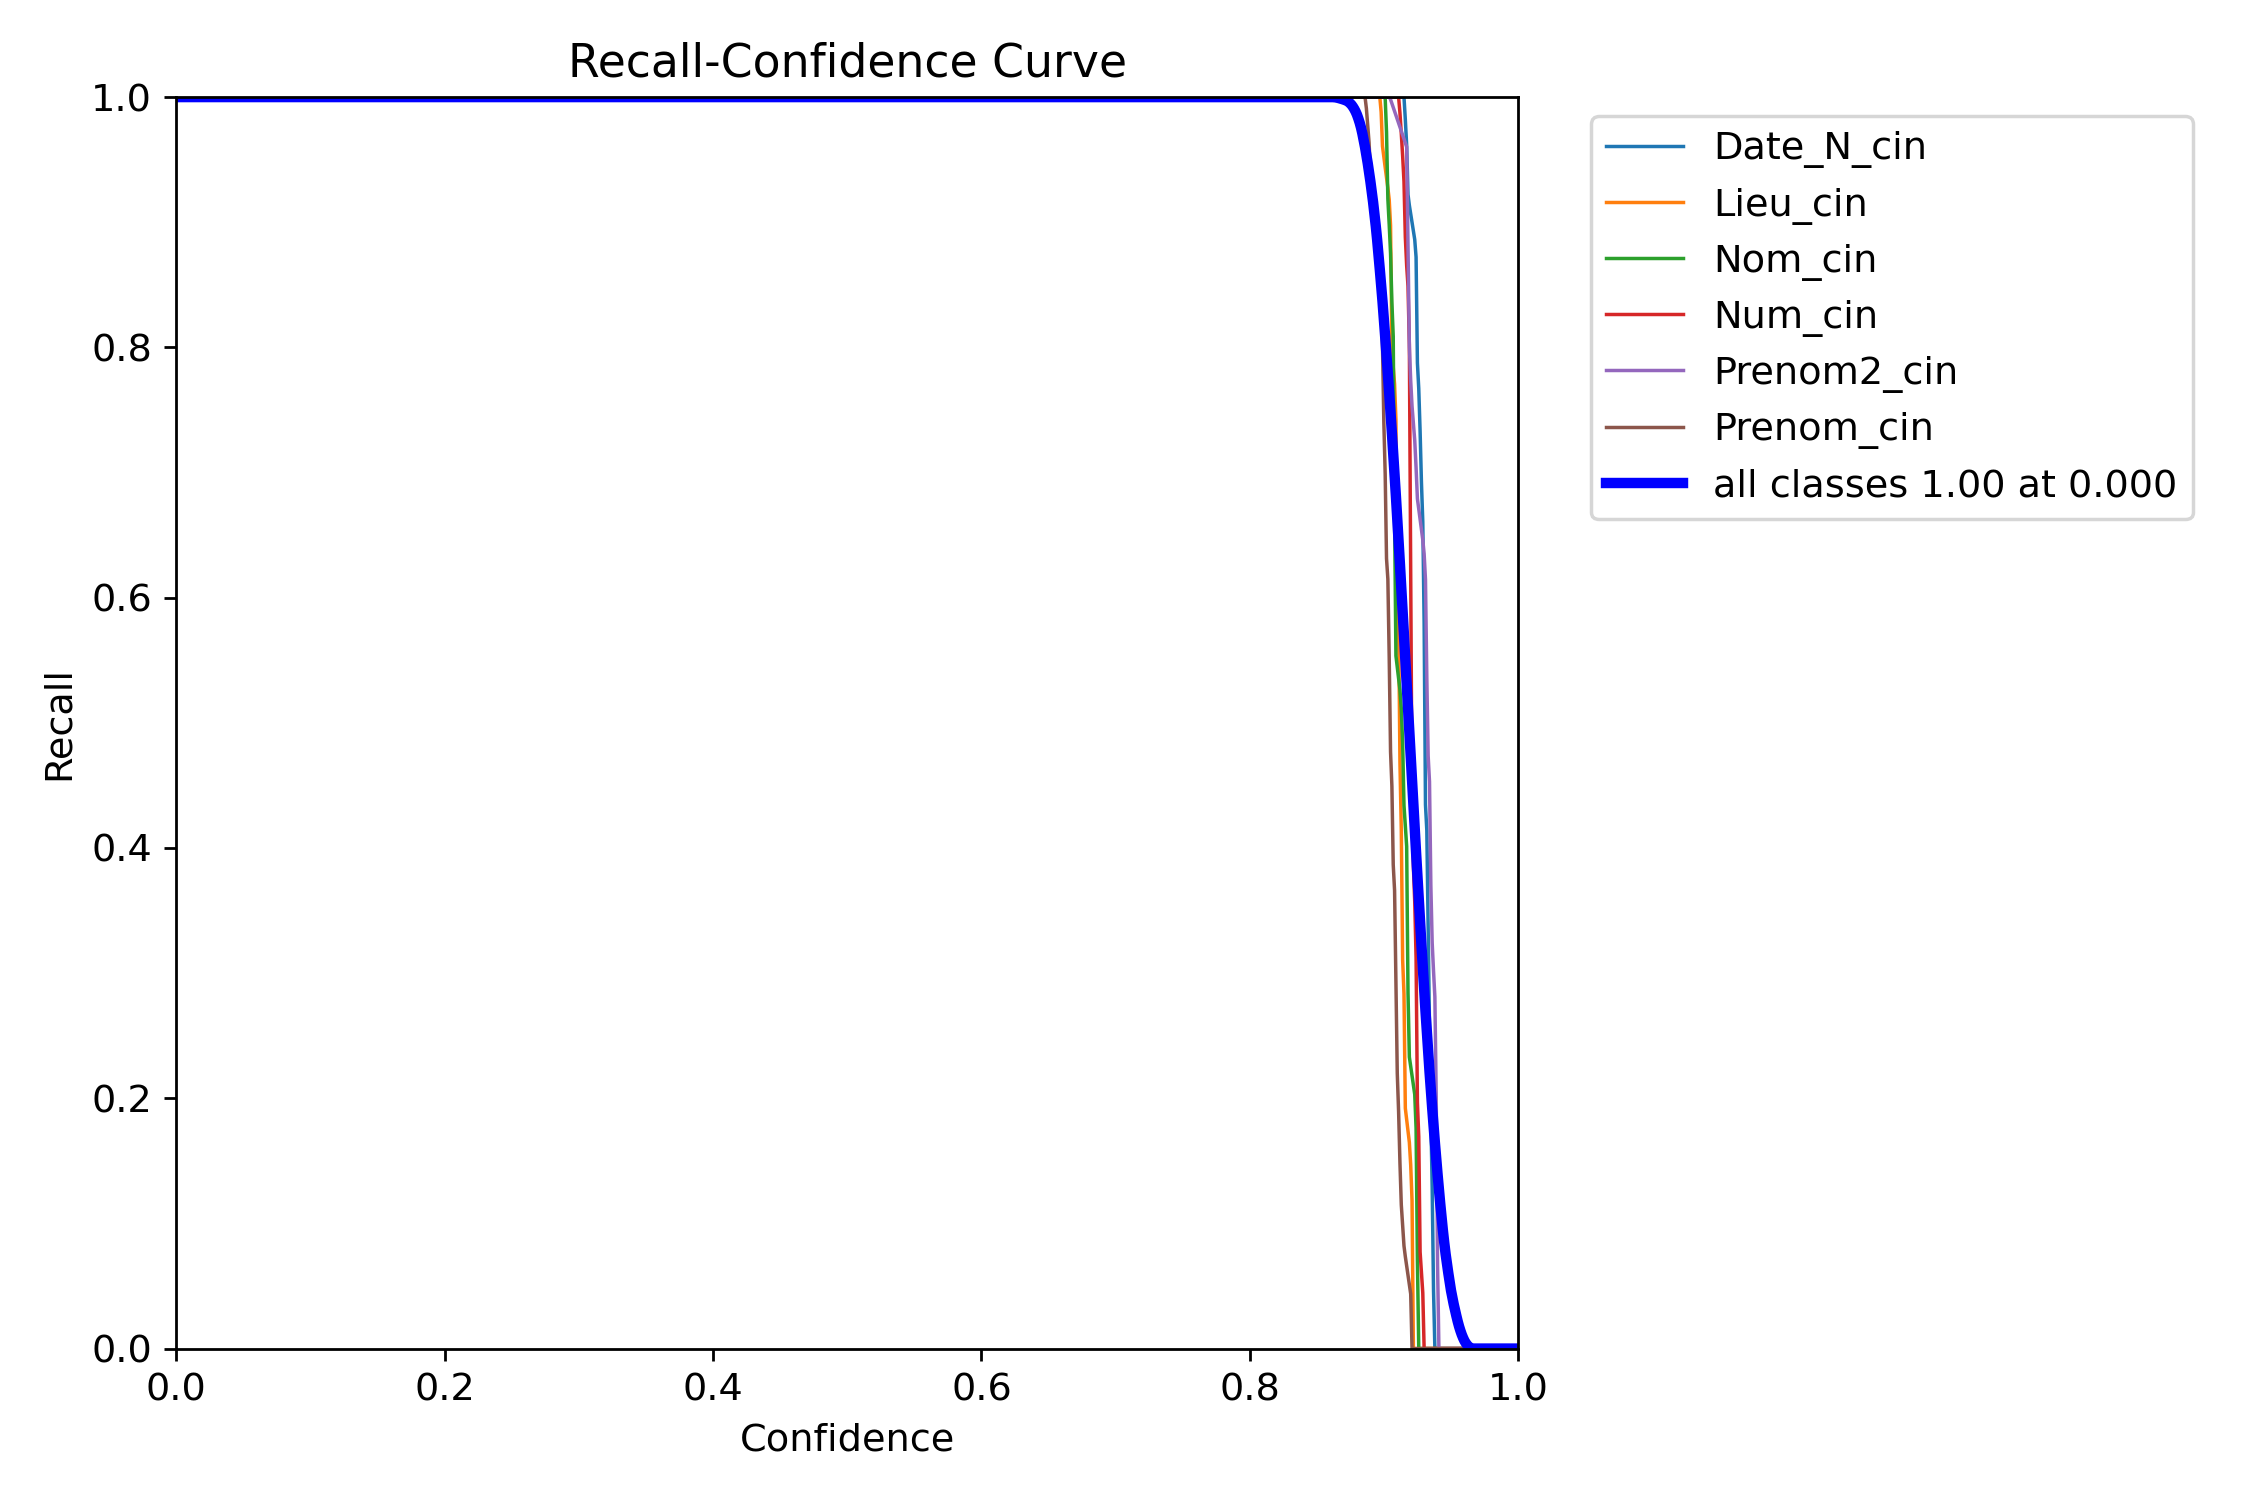 Recall-Confidence Curve
1.0
0.8
0.6
0.4
0.2
0.0
Recall
0.0 0.2 0.4 0.6 0.8 1.0
Confidence
Date_N_cin
Lieu_cin
Nom_cin
Num_cin
Prenom2_cin
Prenom_cin
all classes 1.00 at 0.000